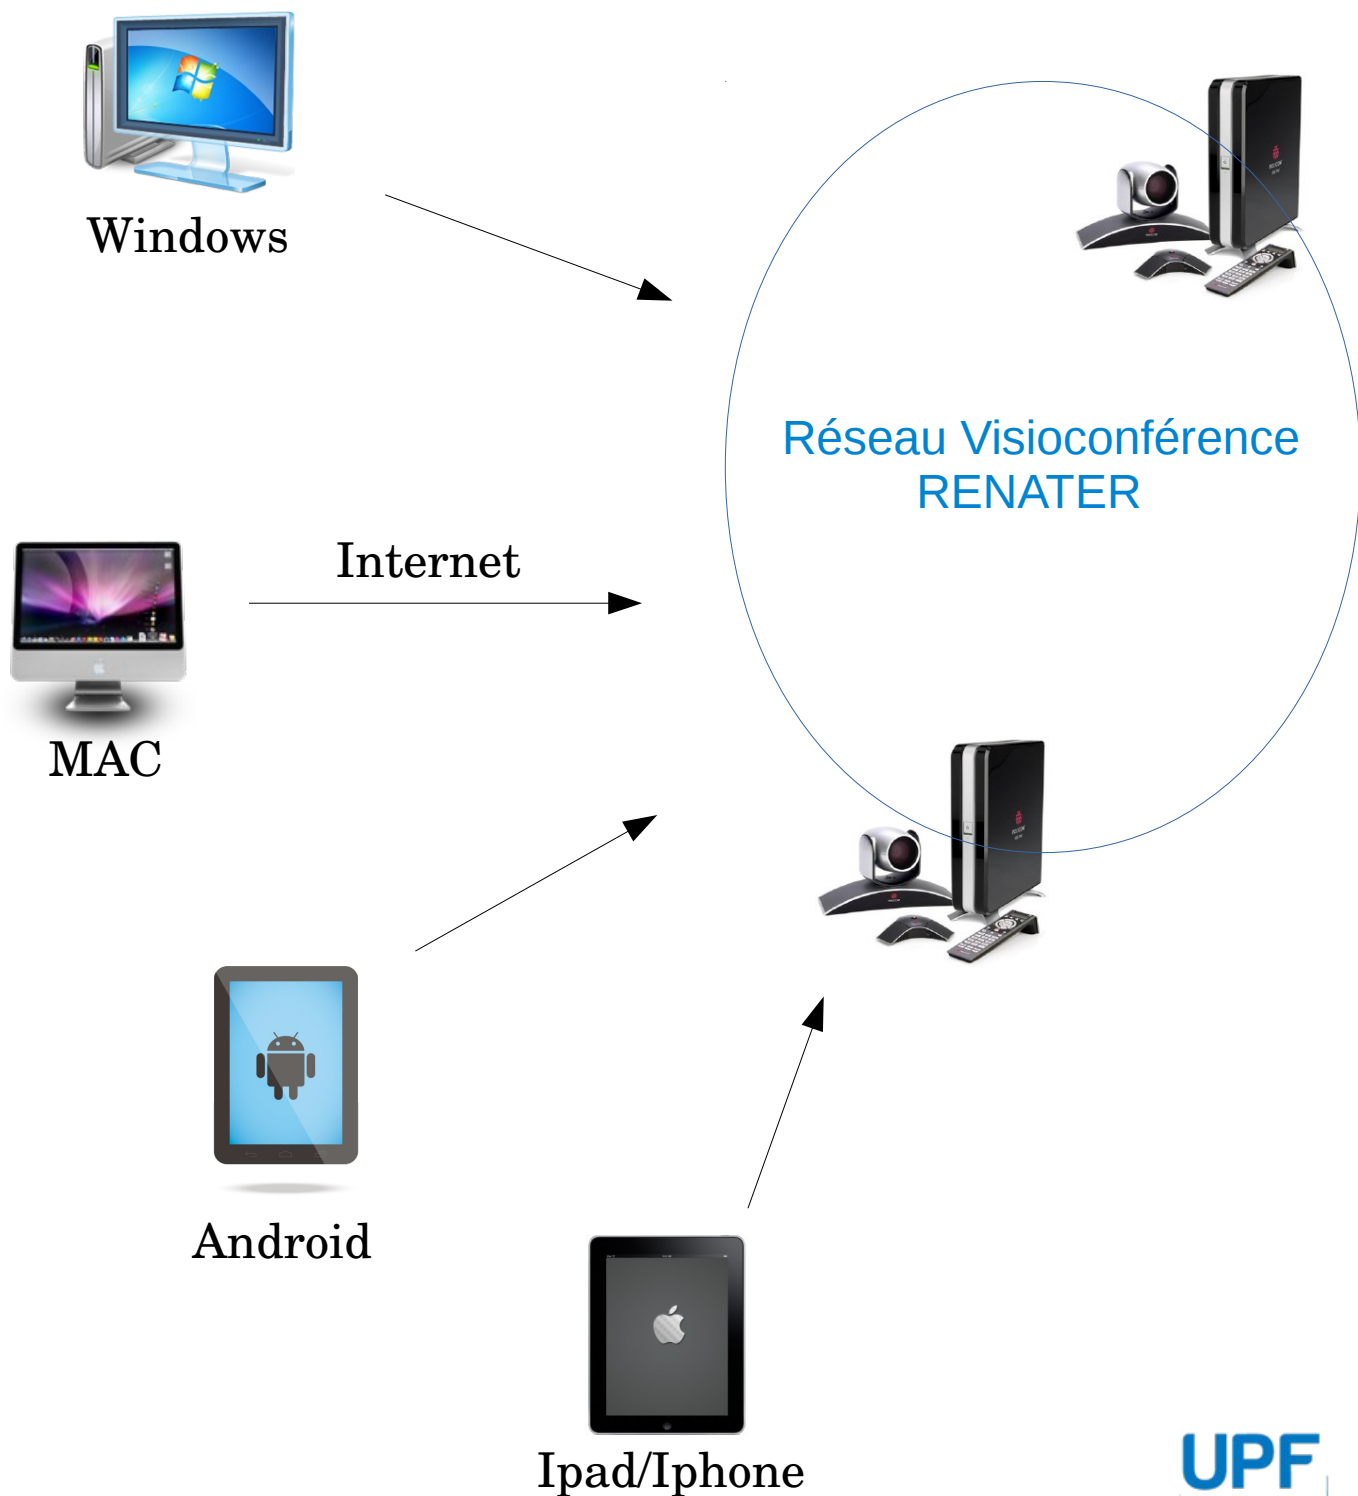 Windows
Réseau Visioconférence
RENATER
Internet
MAC
Android
Ipad/Iphone
UPF